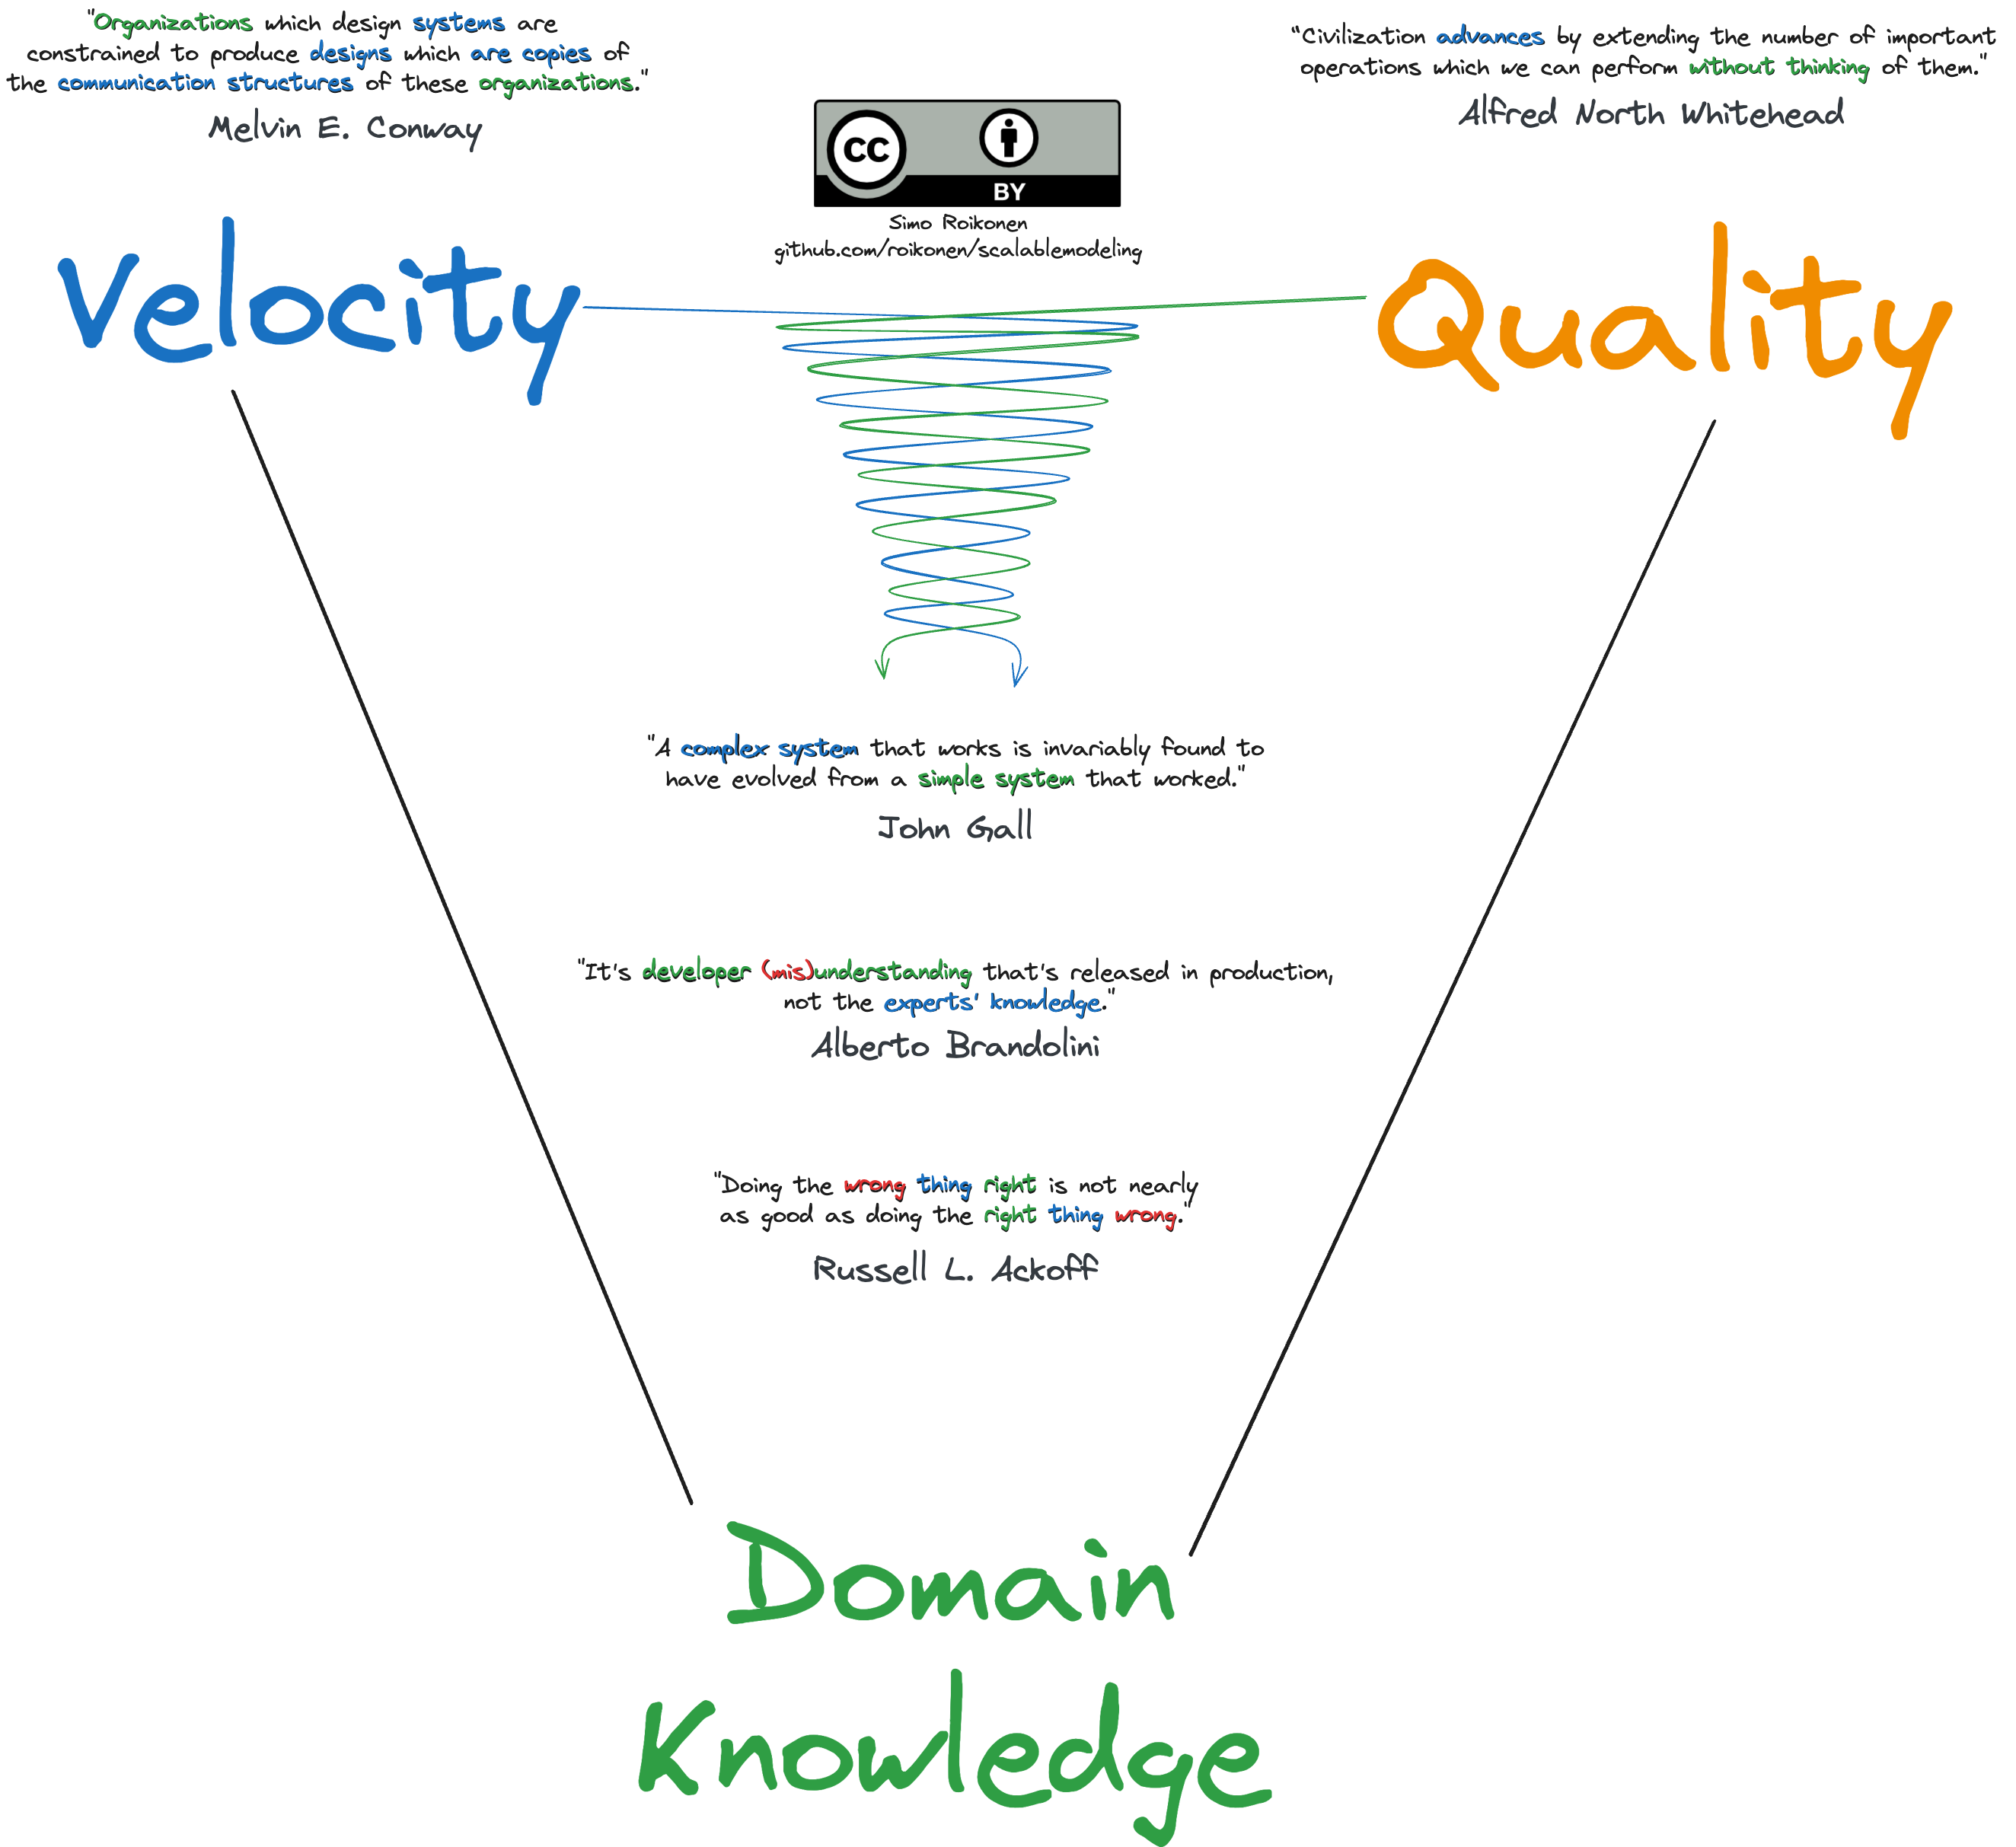 "Organizations which design systems are
constrained to produce designs which are copies of
the communication structures of these organizations."
Melvin E. Conway
"Civilization advances by extending the number of important
operations which we can perform without thinking of them."
Alfred North Whitehead
cc
BY
Simo Roikonen
github.com/roikonen/scalablemodeling
Velocity
Quality
"A complex system that works is invariably found to
have evolved from a simple system that worked."
John Gall
"It's developer (mis)understanding that's released in production,
not the experts' knowledge."
Alberto Brandolini
"Doing the wrong thing right is not nearly
as good as doing the right thing wrong."
Russell L. Ackoff
Domain
Knowledge